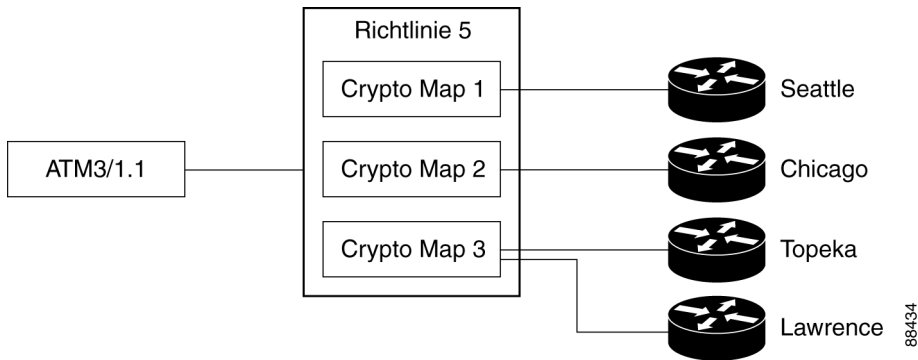 Richtlinie 5
Crypto Map 1
Seattle
ATM3/1.1
Crypto Map 2
Chicago
Crypto Map 3
Topeka
Lawrence
88434